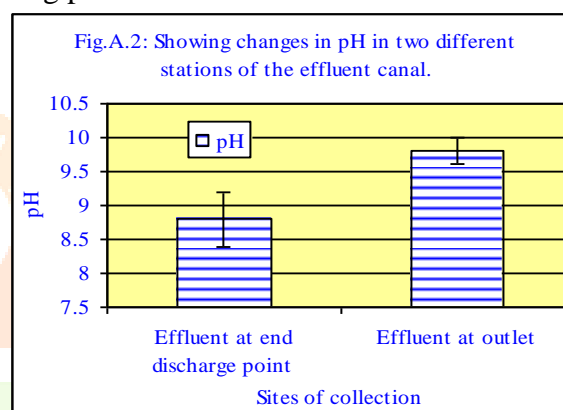 Fig.A.2: Showing changes in pH in two different
stations of the effluent canal.
10.5
10
9.5
9
8.5
8
7.5
pH
pH
Effluent at end
discharge point
Effluent at outlet
Sites of collection